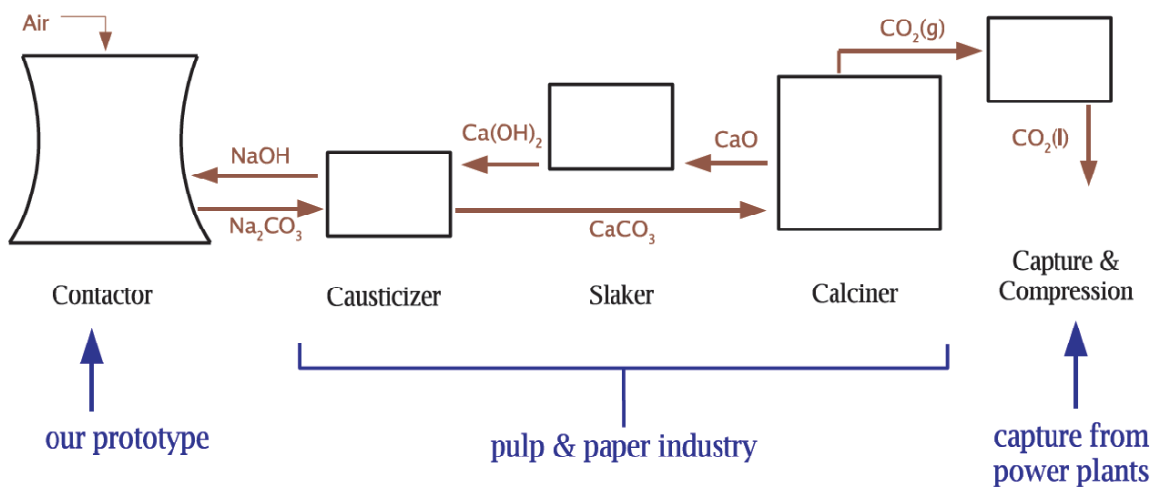 Air
CO₂(g)
Ca(OH)₂
CaO
CO₂(l)
NaOH
Na₂CO₃
CaCO₃
Contactor
Causticizer
Slaker
Calciner
Capture &
Compression
our prototype
pulp & paper industry
capture from
power plants